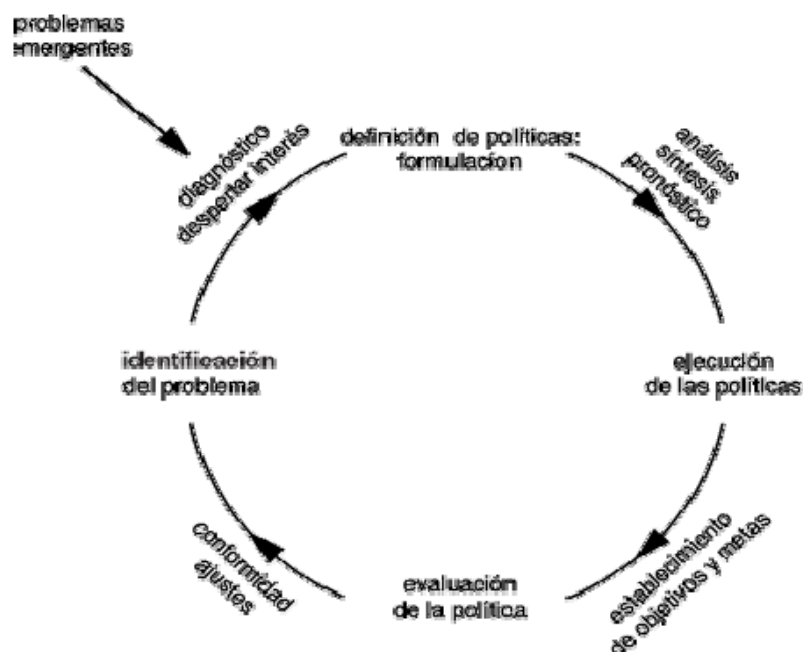 problemas
emergentes
diagnóstico
despertar interés
definición de políticas:
formulacion
análisis
síntesis
pronóstico
identificación
del problema
ejecución
de las políticas
conformidad
ajustes
evaluación
de la política
establecimiento
de objetivos y metas